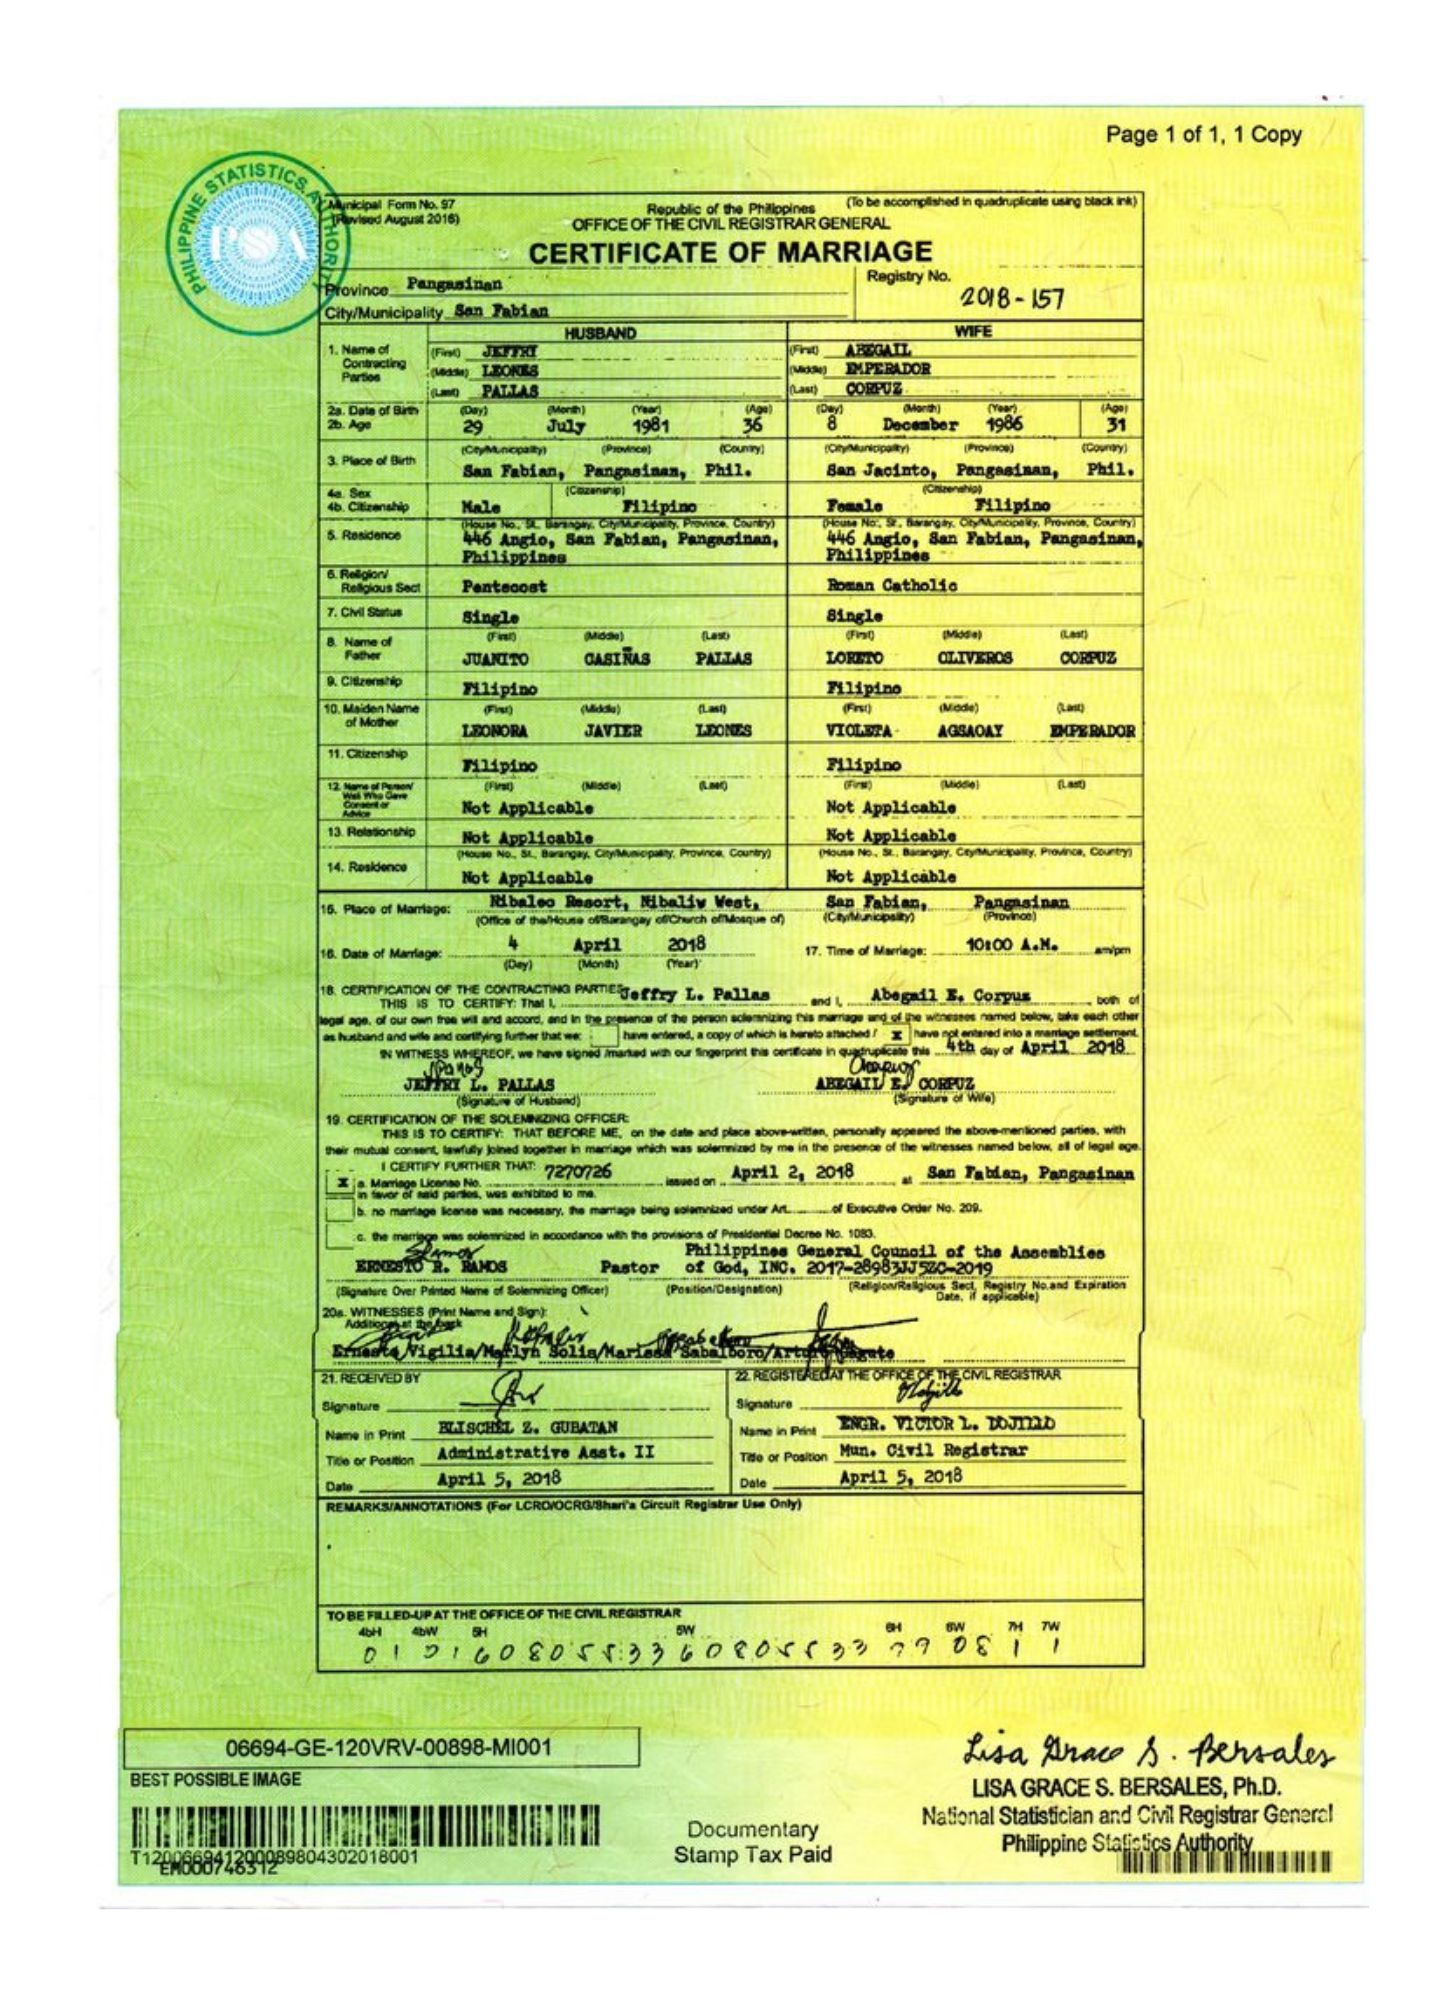 Page 1 of 1, 1 Copy
PHILIPPINE STATISTICS AUTHORITY
PSA
Municipal Form No. 97
(Revised August 2016)
(To be accomplished in quadruplicate using black ink)
Republic of the Philippines
OFFICE OF THE CIVIL REGISTRAR GENERAL
CERTIFICATE OF MARRIAGE
Province Pangasinan
Registry No.
2018-157
City/Municipality San Fabian
HUSBAND WIFE
1. Name of Contracting Parties
(First) JEFFRY (First) ABEGAIL
(Middle) LEONES (Middle) EMPERADOR
(Last) PALLAS (Last) CORPUZ
2a. Date of Birth (Day) (Month) (Year) (Age) (Day) (Month) (Year) (Age)
2b. Age 29 July 1981 36 8 December 1986 31
3. Place of Birth (City/Municipality) (Province) (Country) (City/Municipality) (Province) (Country)
San Fabian, Pangasinan, Phil. San Jacinto, Pangasinan, Phil.
4a. Sex (Citizenship) (Citizenship)
4b. Citizenship Male Filipino Female Filipino
(House No., St., Barangay, City/Municipality, Province, Country) (House No., St., Barangay, City/Municipality, Province, Country)
5. Residence 446 Angio, San Fabian, Pangasinan, 446 Angio, San Fabian, Pangasinan,
Philippines Philippines
6. Religion/
Religious Sect Pentecost Roman Catholic
7. Civil Status Single Single
8. Name of Father (First) (Middle) (Last) (First) (Middle) (Last)
JUANITO CASIÑAS PALLAS LORETO OLIVEROS CORPUZ
9. Citizenship Filipino Filipino
10. Maiden Name of Mother (First) (Middle) (Last) (First) (Middle) (Last)
LEONORA JAVIER LEONES VIOLETA AGSAOAY EMPERADOR
11. Citizenship Filipino Filipino
12. Name of Person/ Wali Who Gave Consent or Advice (First) (Middle) (Last) (First) (Middle) (Last)
Not Applicable Not Applicable
13. Relationship Not Applicable Not Applicable
(House No., St., Barangay, City/Municipality, Province, Country) (House No., St., Barangay, City/Municipality, Province, Country)
14. Residence Not Applicable Not Applicable
15. Place of Marriage: Nibaleo Resort, Nibaliw West, San Fabian, Pangasinan
(Office of the/House of/Barangay of/Church of/Mosque of) (City/Municipality) (Province)
16. Date of Marriage: 4 April 2018 17. Time of Marriage: 10:00 A.M. am/pm
(Day) (Month) (Year)
18. CERTIFICATION OF THE CONTRACTING PARTIES:
THIS IS TO CERTIFY: That I, Jeffry L. Pallas and I, Abegail E. Corpuz, both of
legal age, of our own free will and accord, and in the presence of the person solemnizing this marriage and of the witnesses named below, take each other
as husband and wife and certifying further that we: have entered, a copy of which is hereto attached / x have not entered into a marriage settlement.
IN WITNESS WHEREOF, we have signed /marked with our fingerprint this certificate in quadruplicate this 4th day of April 2018
JEFFRY L. PALLAS ABEGAIL E. CORPUZ
(Signature of Husband) (Signature of Wife)
19. CERTIFICATION OF THE SOLEMNIZING OFFICER:
THIS IS TO CERTIFY: THAT BEFORE ME, on the date and place above-written, personally appeared the above-mentioned parties, with
their mutual consent, lawfully joined together in marriage which was solemnized by me in the presence of the witnesses named below, all of legal age.
I CERTIFY FURTHER THAT:
x a. Marriage License No. 7270726 issued on April 2, 2018 at San Fabian, Pangasinan
in favor of said parties, was exhibited to me.
b. no marriage license was necessary, the marriage being solemnized under Art. of Executive Order No. 209.
c. the marriage was solemnized in accordance with the provisions of Presidential Decree No. 1083.
Philippines General Council of the Assemblies
ERNESTO R. RAMOS Pastor of God, INC. 2017-28983JJ5ZC-2019
(Signature Over Printed Name of Solemnizing Officer) (Position/Designation) (Religion/Religious Sect, Registry No.and Expiration
Date, if applicable)
20a. WITNESSES (Print Name and Sign):
Additional at the back
Ernesto Vigilia/Marlyn Solis/Marissa Sabalboro/Arturo
21. RECEIVED BY 22. REGISTERED AT THE OFFICE OF THE CIVIL REGISTRAR
Signature Signature
Name in Print ELISCHEL Z. GUBATAN Name in Print ENGR. VICTOR L. DOJILLO
Title or Position Administrative Asst. II Title or Position Mun. Civil Registrar
Date April 5, 2018 Date April 5, 2018
REMARKS/ANNOTATIONS (For LCRO/OCRG/Shari'a Circuit Registrar Use Only)
TO BE FILLED-UP AT THE OFFICE OF THE CIVIL REGISTRAR
4bH 4bW 5H 5W 6H 6W 7H 7W
06694-GE-120VRV-00898-MI001
BEST POSSIBLE IMAGE
T120066941200089804302018001
EM000746312
Documentary
Stamp Tax Paid
Lisa Grace S. Bersales
LISA GRACE S. BERSALES, Ph.D.
National Statistician and Civil Registrar General
Philippine Statistics Authority